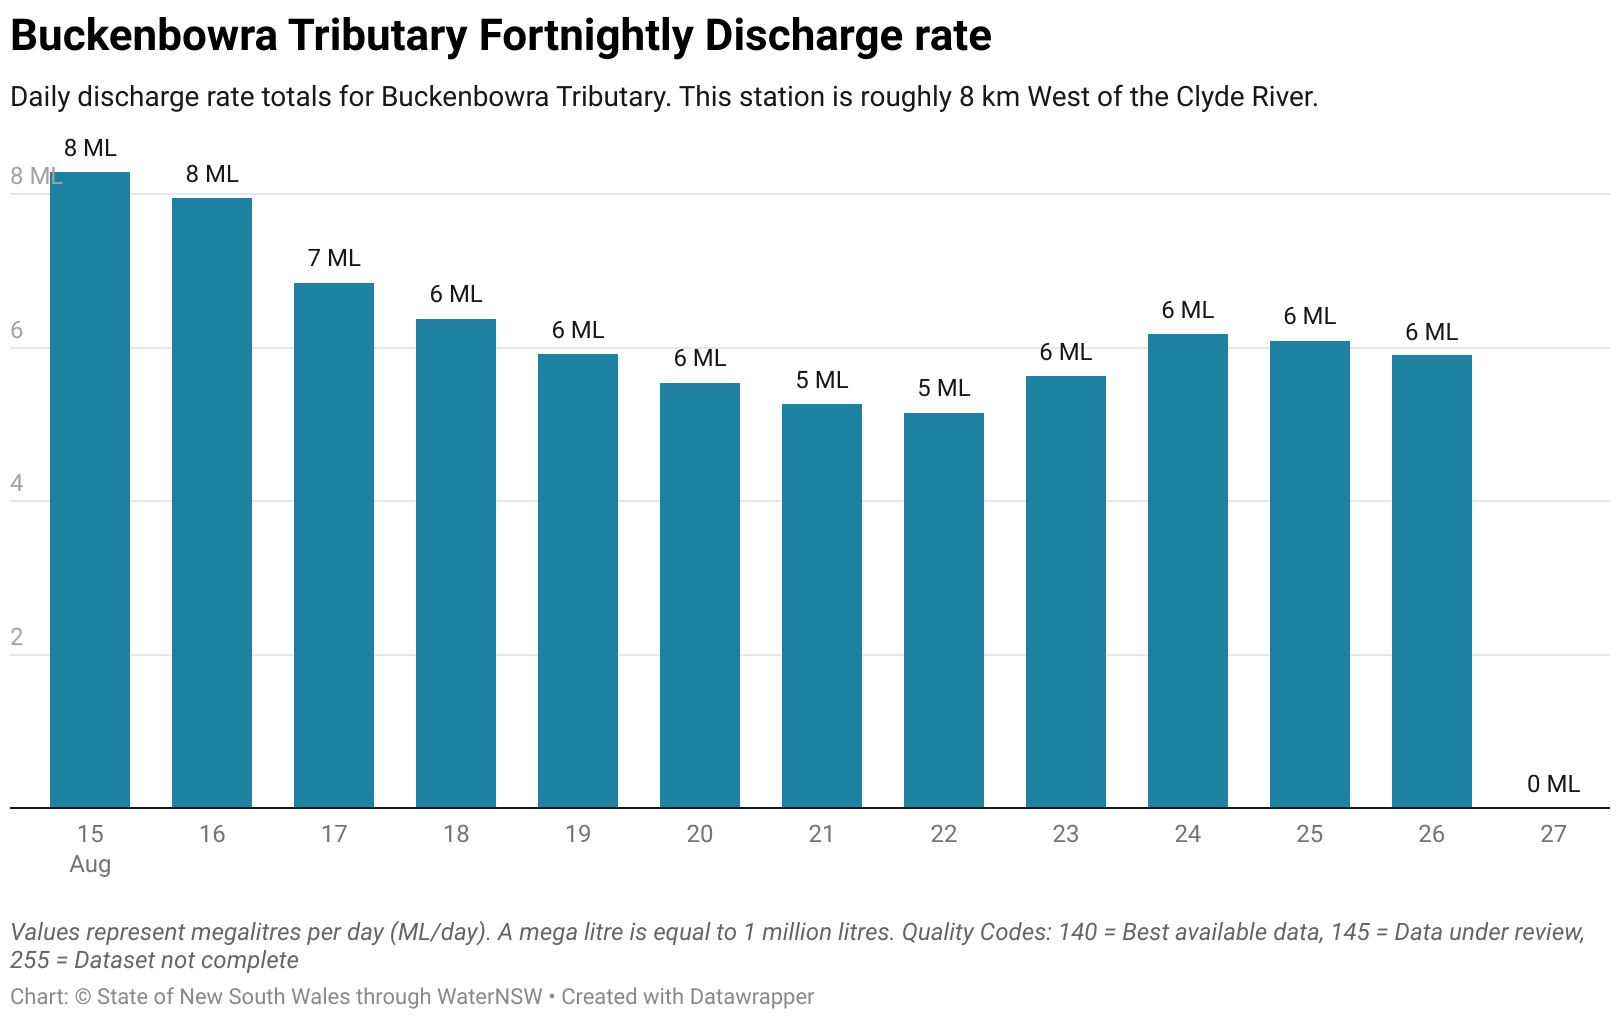 Buckenbowra Tributary Fortnightly Discharge rate
Daily discharge rate totals for Buckenbowra Tributary. This station is roughly 8 km West of the Clyde River.
8 ML
8 ML
8 ML
7 ML
6 ML
6
6 ML
6 ML
5 ML
5 ML
6 ML
6 ML
6 ML
6 ML
4
2
0 ML
15 16 17 18 19 20 21 22 23 24 25 26 27
Aug
Values represent megalitres per day (ML/day). A mega litre is equal to 1 million litres. Quality Codes: 140 = Best available data, 145 = Data under review,
255 = Dataset not complete
Chart: © State of New South Wales through WaterNSW • Created with Datawrapper